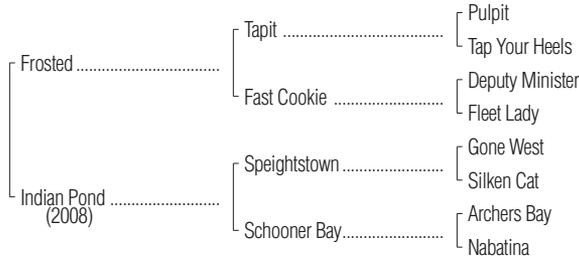 Pulpit
Tapit ........................................
Tap Your Heels
Frosted ...................................
Deputy Minister
Fast Cookie ...........................
Fleet Lady
Gone West
Speightstown .........................
Silken Cat
Indian Pond ...........................
(2008)
Archers Bay
Schooner Bay.........................
Nabatina